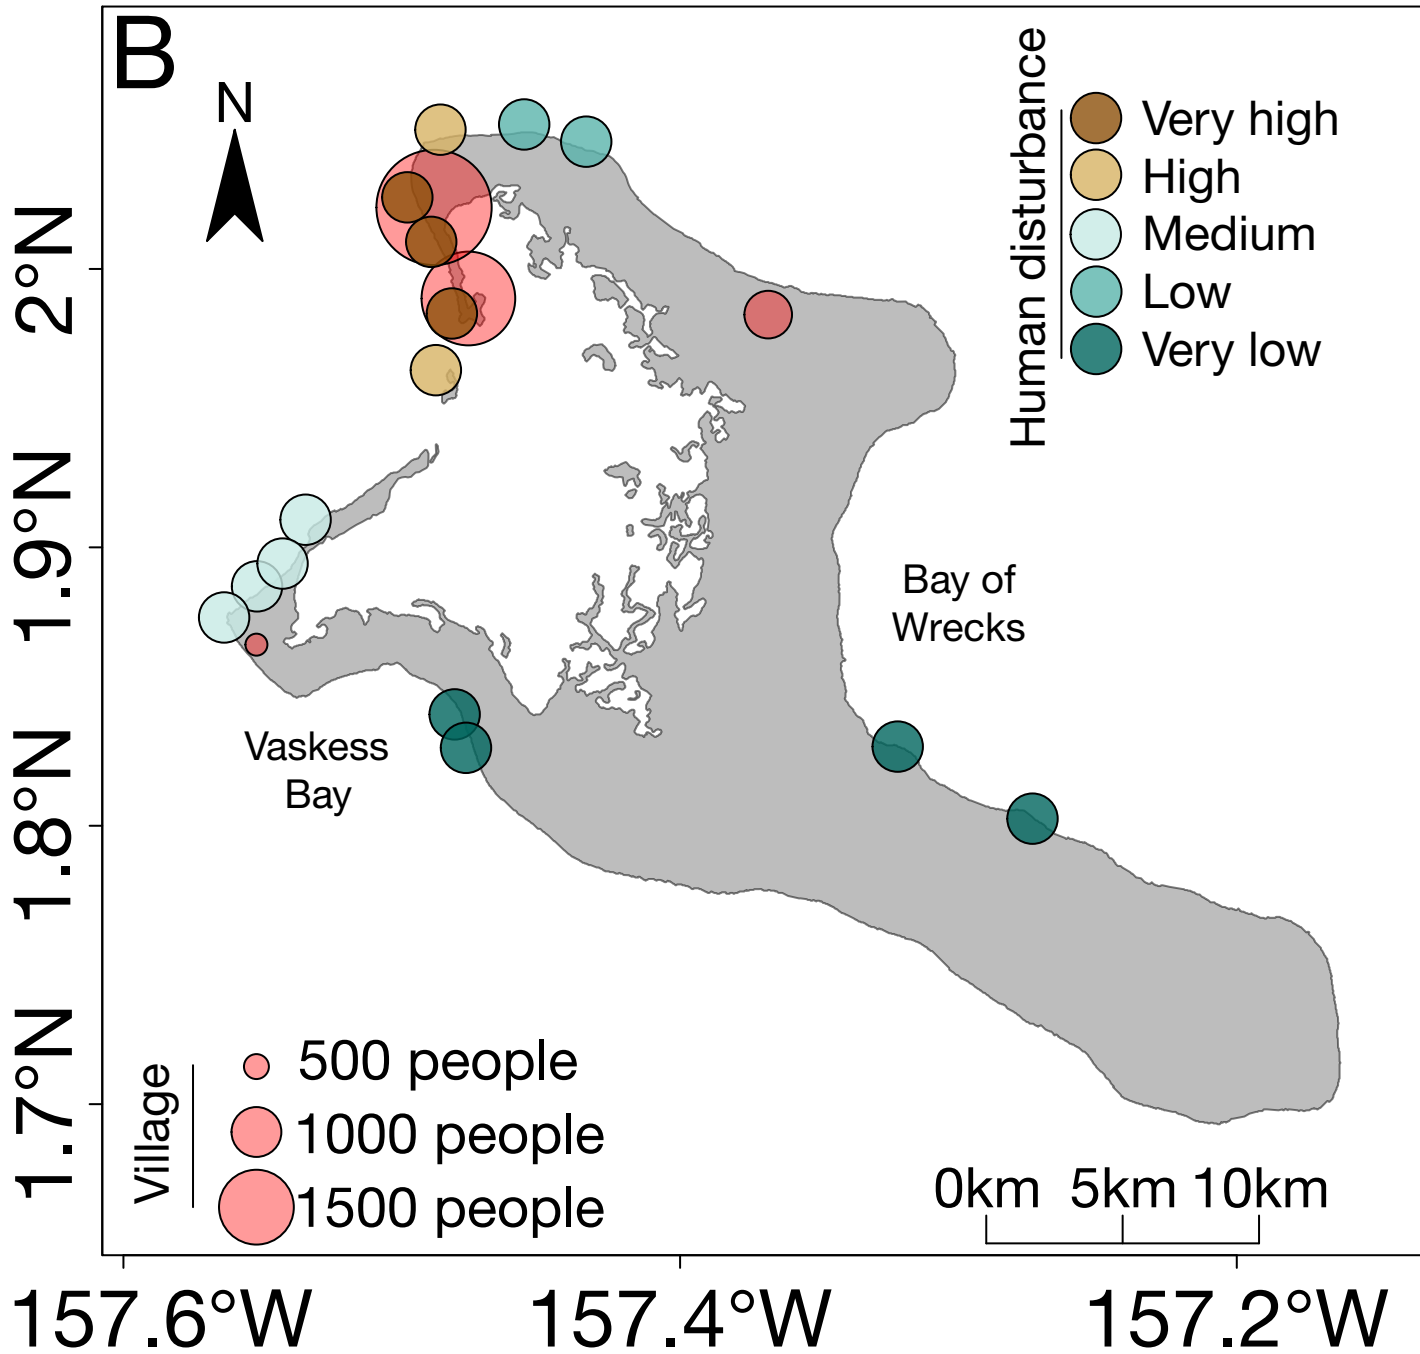 B
N
Human disturbance
Very high
High
Medium
Low
Very low
2°N
1.9°N
1.8°N
1.7°N
Bay of
Wrecks
Vaskess
Bay
Village
500 people
1000 people
1500 people
0km 5km 10km
157.6°W 157.4°W 157.2°W